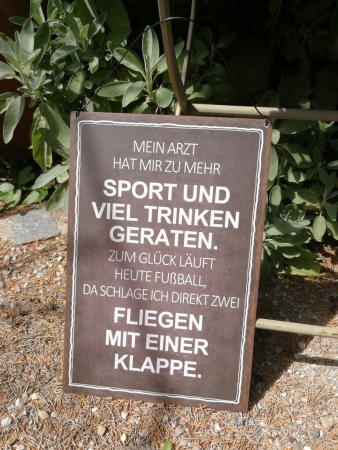 MEIN ARZT
HAT MIR ZU MEHR
SPORT UND
VIEL TRINKEN
GERATEN.
ZUM GLÜCK LÄUFT
HEUTE FUßBALL,
DA SCHLAGE ICH DIREKT ZWEI
FLIEGEN
MIT EINER
KLAPPE.